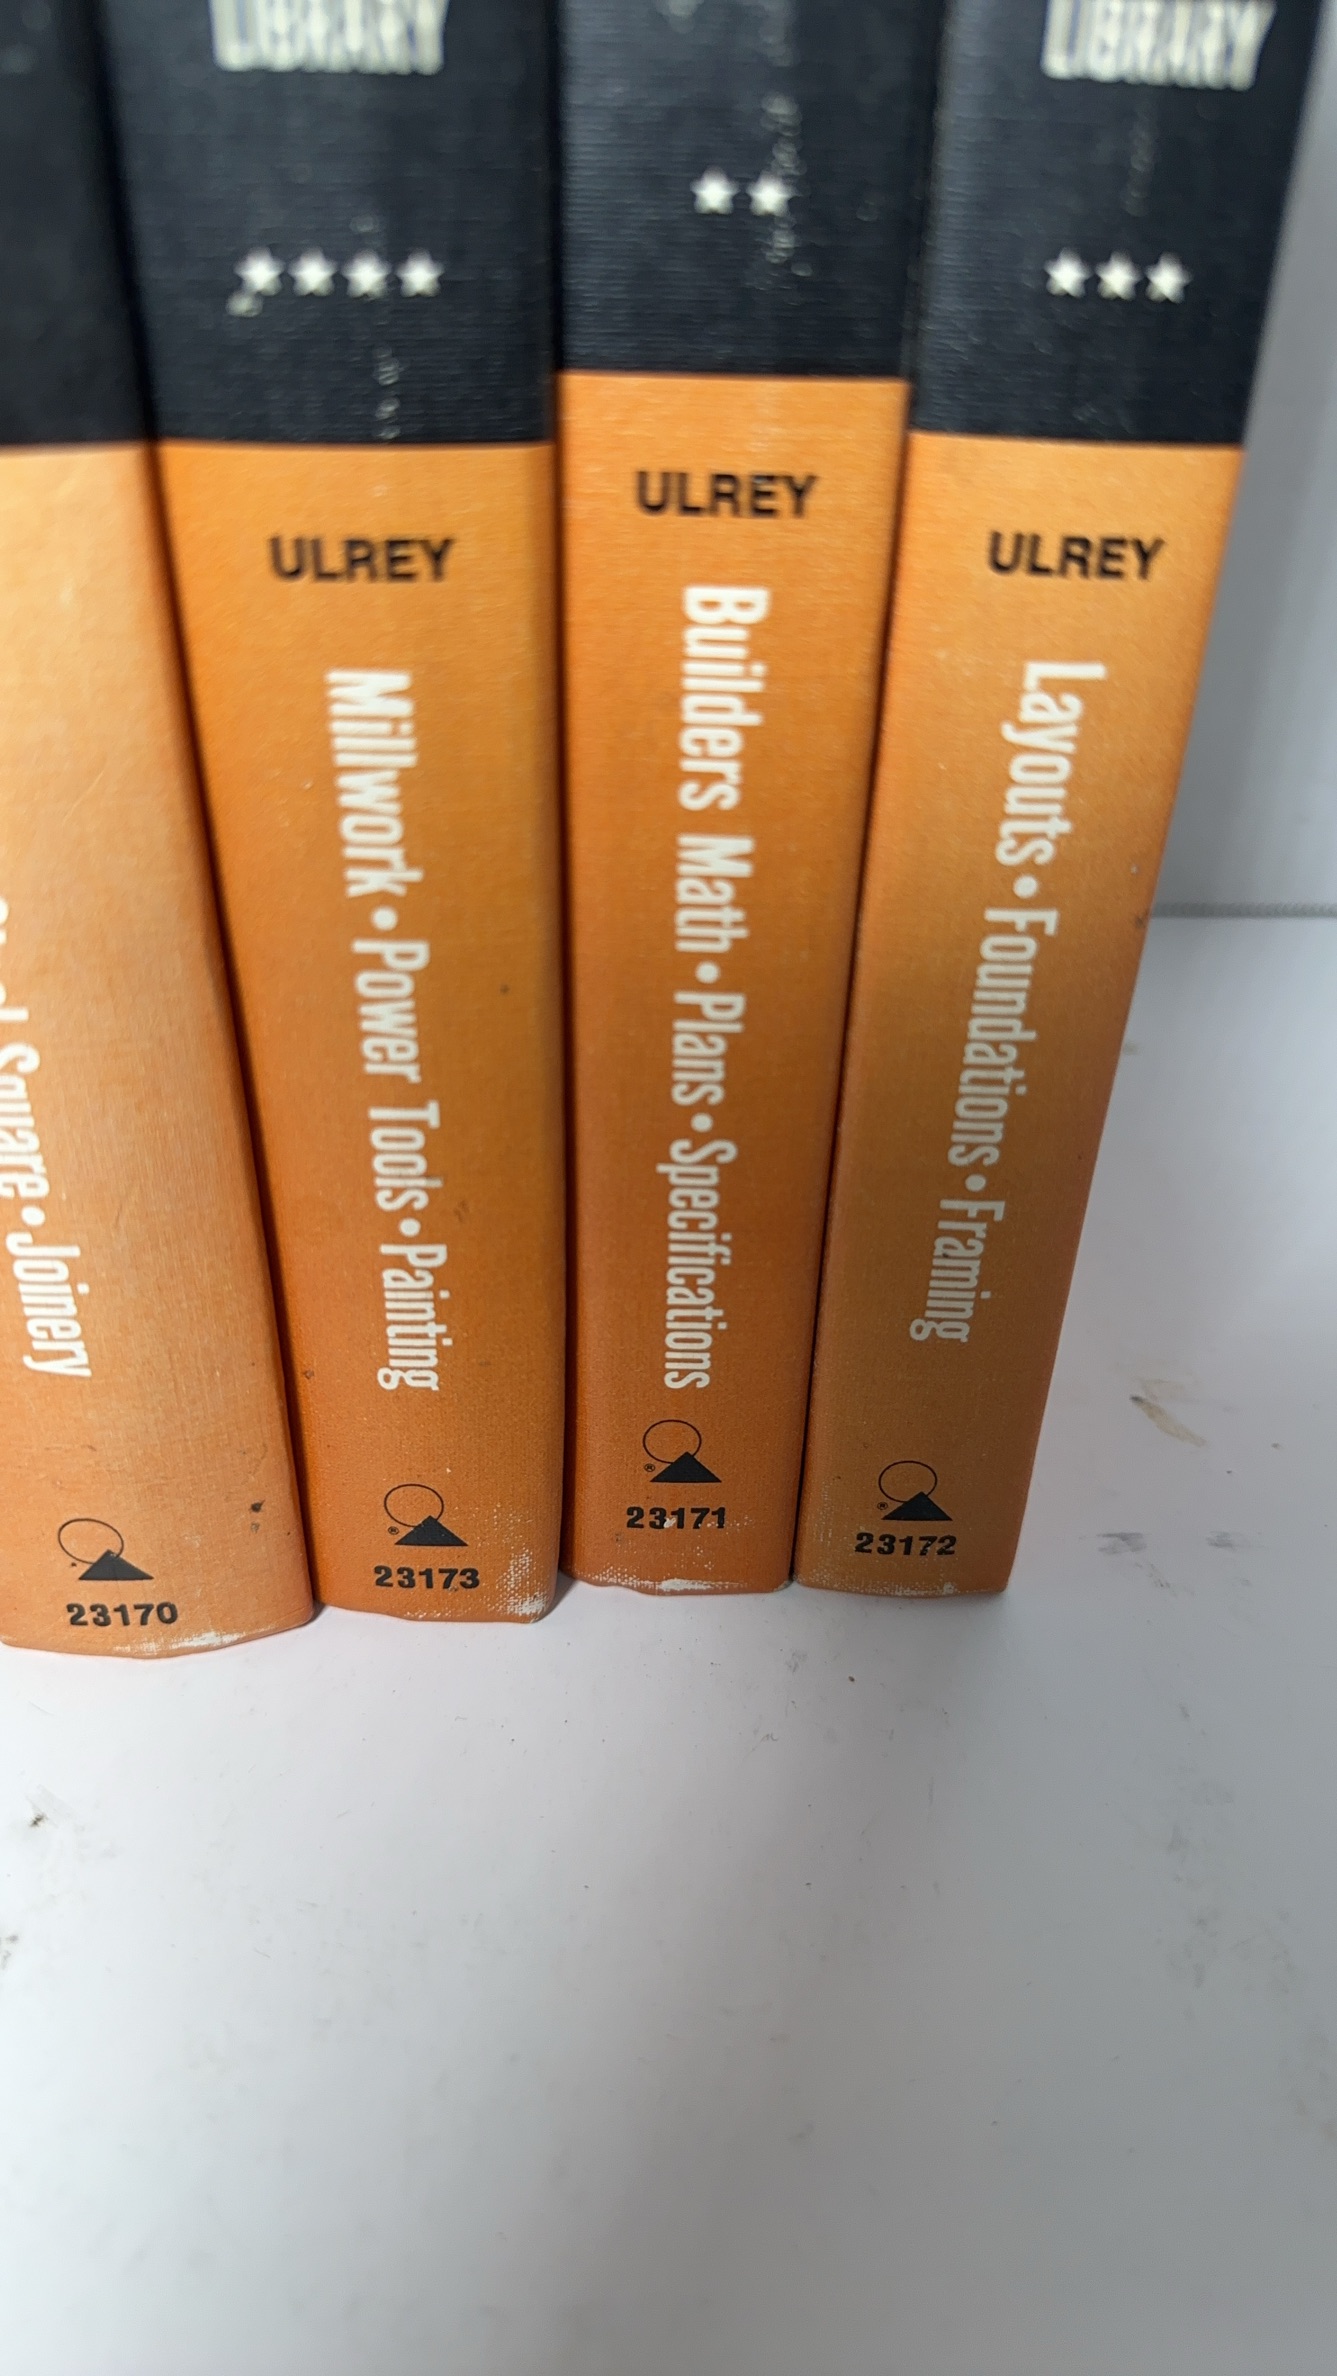 Square • Joinery
23170
LIBRARY
ULREY
Millwork • Power Tools • Painting
®
23173
ULREY
Builders Math • Plans • Specifications
®
23171
LIBRARY
ULREY
Layouts • Foundations • Framing
®
23172